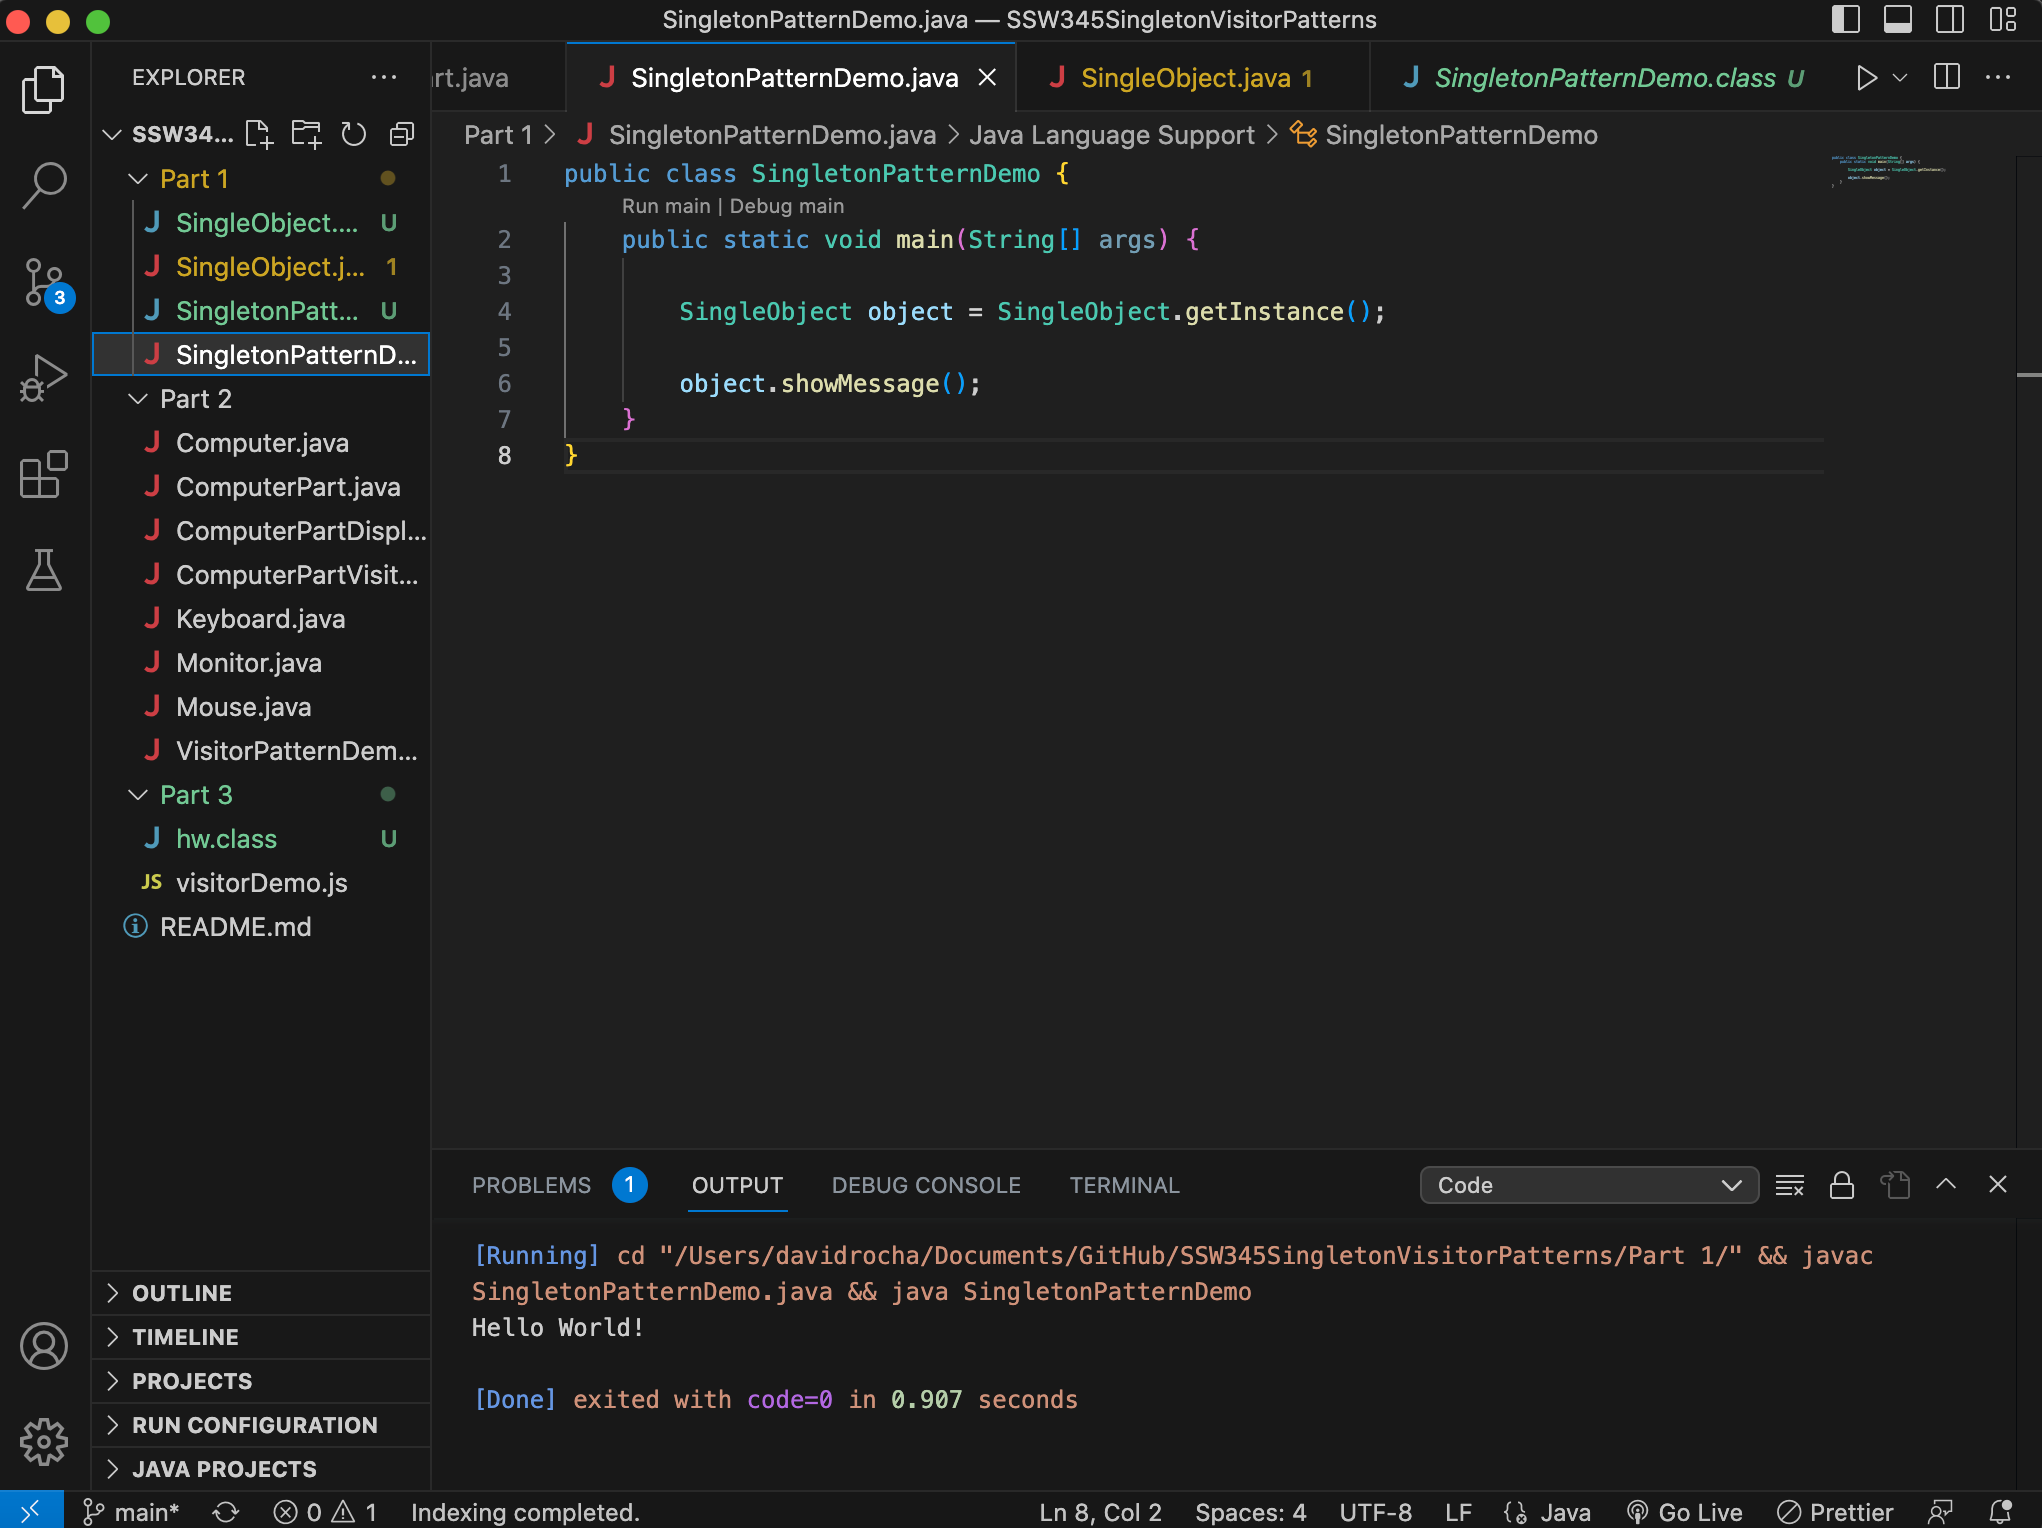 SingletonPatternDemo.java — SSW345SingletonVisitorPatterns
EXPLORER
rt.java
SingletonPatternDemo.java
SingleObject.java 1
SingletonPatternDemo.class U
SSW34...
Part 1 > SingletonPatternDemo.java > Java Language Support > SingletonPatternDemo
Part 1
SingleObject.... U
SingleObject.j... 1
SingletonPatt... U
SingletonPatternD...
Part 2
Computer.java
ComputerPart.java
ComputerPartDispl...
ComputerPartVisit...
Keyboard.java
Monitor.java
Mouse.java
VisitorPatternDem...
Part 3
hw.class U
JS visitorDemo.js
README.md
3
1 public class SingletonPatternDemo {
Run main | Debug main
2 public static void main(String[] args) {
3
4 SingleObject object = SingleObject.getInstance();
5
6 object.showMessage();
7 }
8 }
OUTLINE
TIMELINE
PROJECTS
RUN CONFIGURATION
JAVA PROJECTS
PROBLEMS 1 OUTPUT DEBUG CONSOLE TERMINAL
Code
[Running] cd "/Users/davidrocha/Documents/GitHub/SSW345SingletonVisitorPatterns/Part 1/" && javac
SingletonPatternDemo.java && java SingletonPatternDemo
Hello World!
[Done] exited with code=0 in 0.907 seconds
main* 0 1 Indexing completed. Ln 8, Col 2 Spaces: 4 UTF-8 LF Java Go Live Prettier